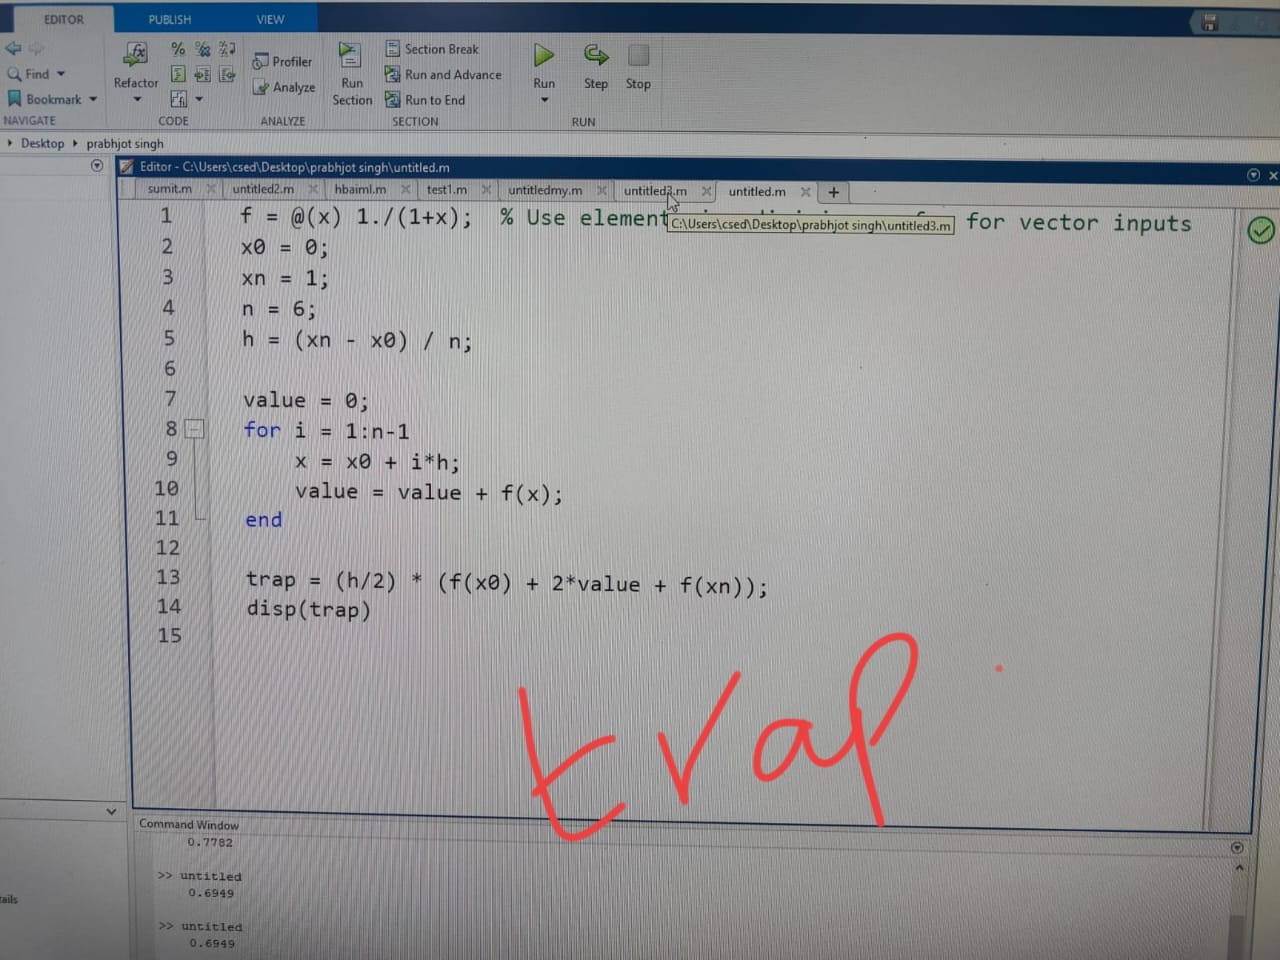 EDITOR PUBLISH VIEW
Find
Bookmark
NAVIGATE
Refactor
CODE
Profiler
Analyze
ANALYZE
Run
Section
Section Break
Run and Advance
Run to End
SECTION
Run Step Stop
RUN
Desktop prabhjot singh
Editor - C:\Users\csed\Desktop\prabhjot singh\untitled.m
sumit.m untitled2.m hbaiml.m test1.m untitledmy.m untitled3.m untitled.m +
1 f = @(x) 1./(1+x); % Use element for vector inputs
C:\Users\csed\Desktop\prabhjot singh\untitled3.m
2 x0 = 0;
3 xn = 1;
4 n = 6;
5 h = (xn - x0) / n;
6
7 value = 0;
8 for i = 1:n-1
9 x = x0 + i*h;
10 value = value + f(x);
11 end
12
13 trap = (h/2) * (f(x0) + 2*value + f(xn));
14 disp(trap)
15
trap
Command Window
0.7782
>> untitled
0.6949
>> untitled
0.6949
tails